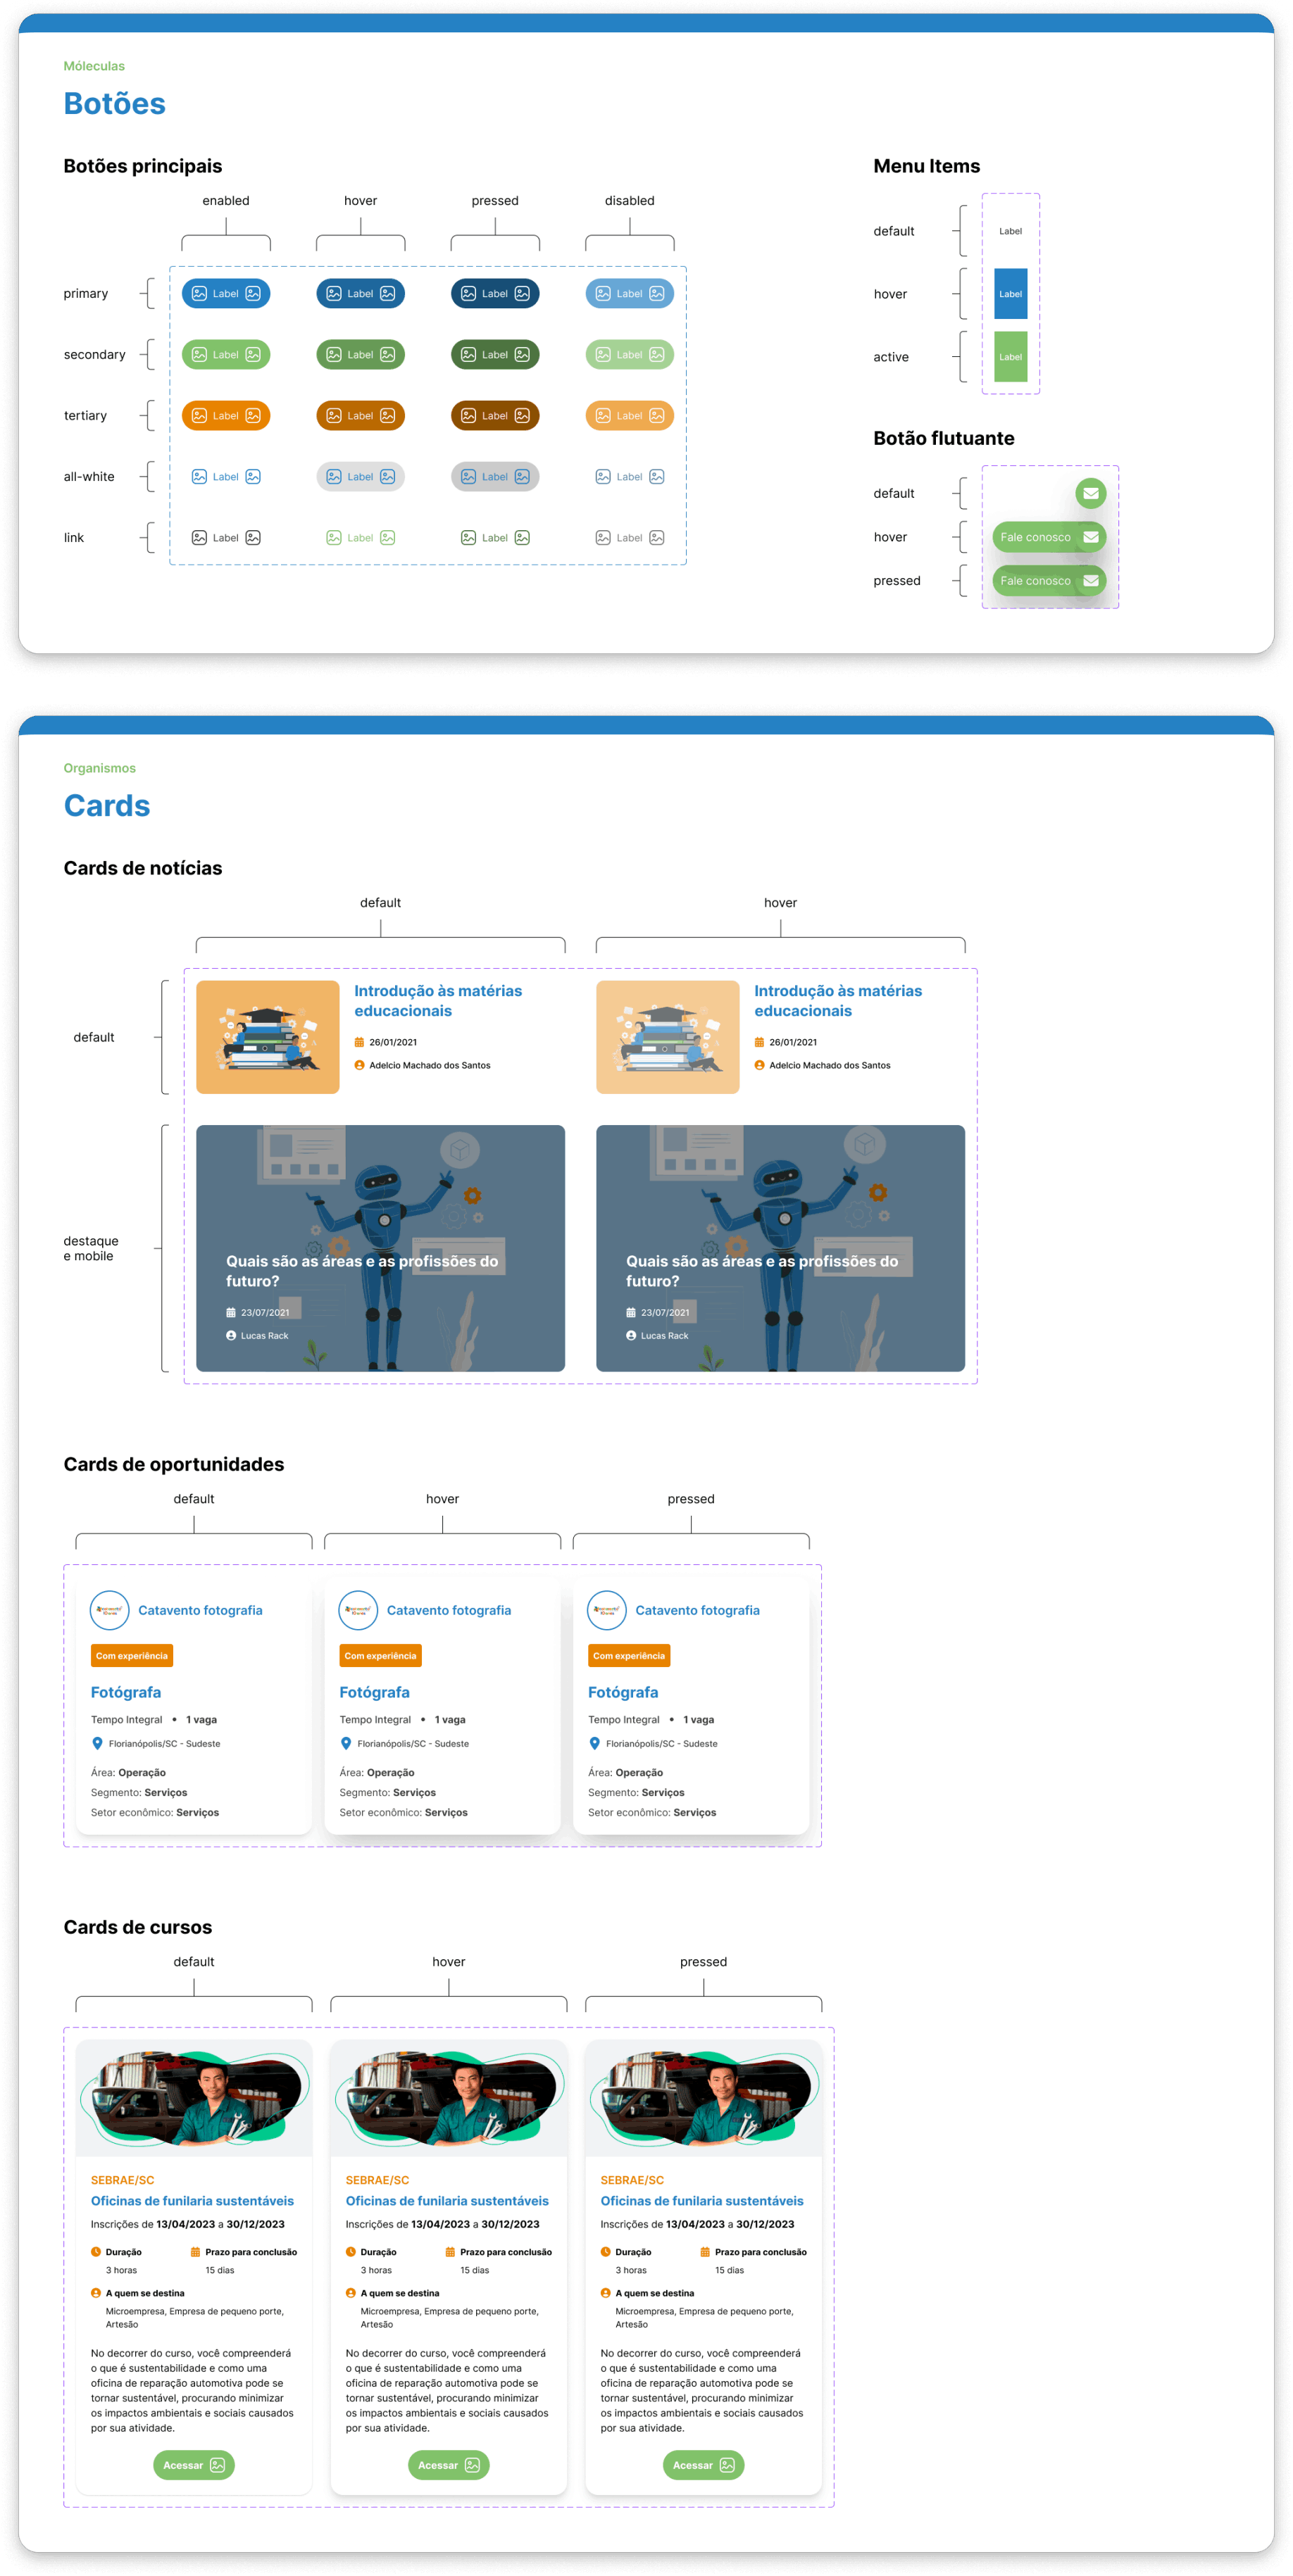 Móleculas
Botões
Botões principais
enabled hover pressed disabled
primary Label Label Label Label
secondary Label Label Label Label
tertiary Label Label Label Label
all-white Label Label Label Label
link Label Label Label Label
Menu Items
default Label
hover Label
active Label
Botão flutuante
default
hover Fale conosco
pressed Fale conosco
Organismos
Cards
Cards de notícias
default hover
default
Introdução às matérias
educacionais
26/01/2021
Adelcio Machado dos Santos
Introdução às matérias
educacionais
26/01/2021
Adelcio Machado dos Santos
destaque
e mobile
Quais são as áreas e as profissões do
futuro?
23/07/2021
Lucas Rack
Quais são as áreas e as profissões do
futuro?
23/07/2021
Lucas Rack
Cards de oportunidades
default hover pressed
Catavento fotografia
Com experiência
Fotógrafa
Tempo Integral • 1 vaga
Florianópolis/SC - Sudeste
Área: Operação
Segmento: Serviços
Setor econômico: Serviços
Catavento fotografia
Com experiência
Fotógrafa
Tempo Integral • 1 vaga
Florianópolis/SC - Sudeste
Área: Operação
Segmento: Serviços
Setor econômico: Serviços
Catavento fotografia
Com experiência
Fotógrafa
Tempo Integral • 1 vaga
Florianópolis/SC - Sudeste
Área: Operação
Segmento: Serviços
Setor econômico: Serviços
Cards de cursos
default hover pressed
SEBRAE/SC
Oficinas de funilaria sustentáveis
Inscrições de 13/04/2023 a 30/12/2023
Duração Prazo para conclusão
3 horas 15 dias
A quem se destina
Microempresa, Empresa de pequeno porte,
Artesão
No decorrer do curso, você compreenderá
o que é sustentabilidade e como uma
oficina de reparação automotiva pode se
tornar sustentável, procurando minimizar
os impactos ambientais e sociais causados
por sua atividade.
Acessar
SEBRAE/SC
Oficinas de funilaria sustentáveis
Inscrições de 13/04/2023 a 30/12/2023
Duração Prazo para conclusão
3 horas 15 dias
A quem se destina
Microempresa, Empresa de pequeno porte,
Artesão
No decorrer do curso, você compreenderá
o que é sustentabilidade e como uma
oficina de reparação automotiva pode se
tornar sustentável, procurando minimizar
os impactos ambientais e sociais causados
por sua atividade.
Acessar
SEBRAE/SC
Oficinas de funilaria sustentáveis
Inscrições de 13/04/2023 a 30/12/2023
Duração Prazo para conclusão
3 horas 15 dias
A quem se destina
Microempresa, Empresa de pequeno porte,
Artesão
No decorrer do curso, você compreenderá
o que é sustentabilidade e como uma
oficina de reparação automotiva pode se
tornar sustentável, procurando minimizar
os impactos ambientais e sociais causados
por sua atividade.
Acessar